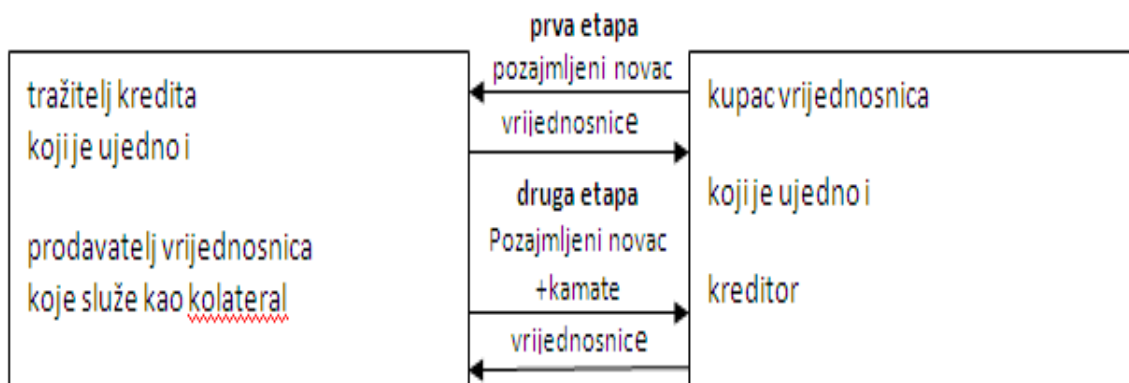 prva etapa
pozajmljeni novac
tražitelj kredita
kupac vrijednosnica
vrijednosnice
koji je ujedno i
druga etapa
koji je ujedno i
Pozajmljeni novac
prodavatelj vrijednosnica
+kamate
koje služe kao kolateral
kreditor
vrijednosnice